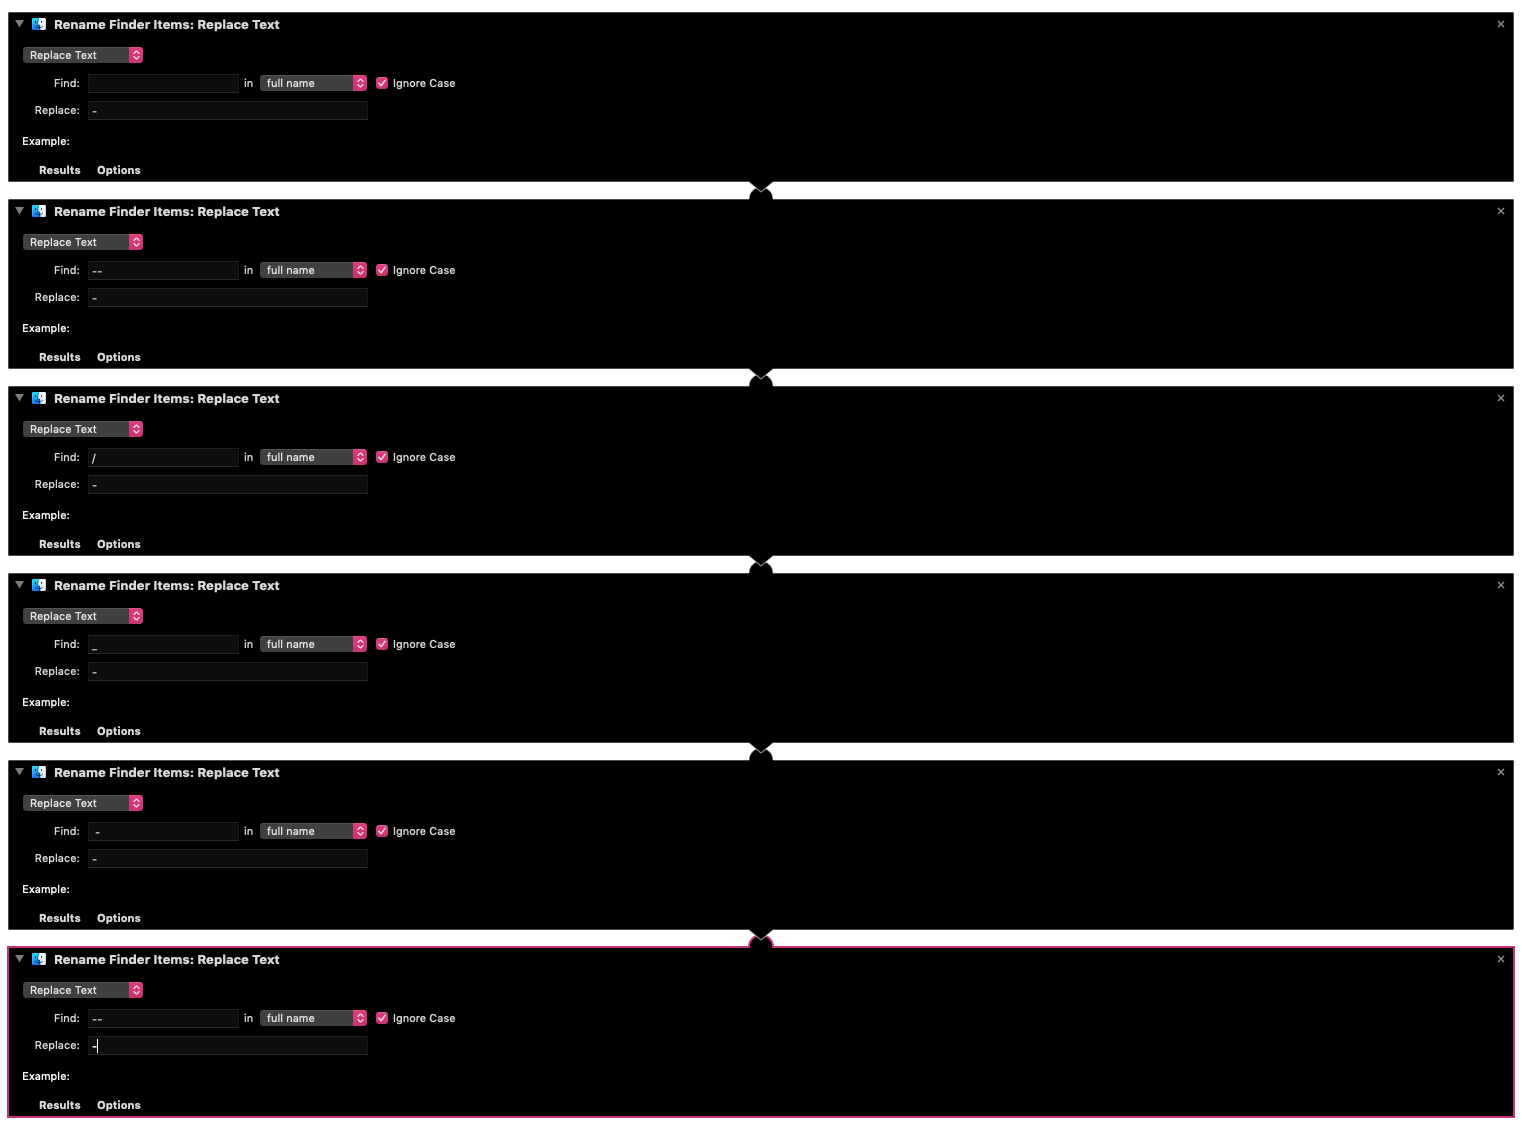 Rename Finder Items: Replace Text
Replace Text
Find: in full name Ignore Case
Replace: -
Example:
Results Options
Rename Finder Items: Replace Text
Replace Text
Find: -- in full name Ignore Case
Replace: -
Example:
Results Options
Rename Finder Items: Replace Text
Replace Text
Find: / in full name Ignore Case
Replace: -
Example:
Results Options
Rename Finder Items: Replace Text
Replace Text
Find: _ in full name Ignore Case
Replace: -
Example:
Results Options
Rename Finder Items: Replace Text
Replace Text
Find: - in full name Ignore Case
Replace: -
Example:
Results Options
Rename Finder Items: Replace Text
Replace Text
Find: -- in full name Ignore Case
Replace: -
Example:
Results Options